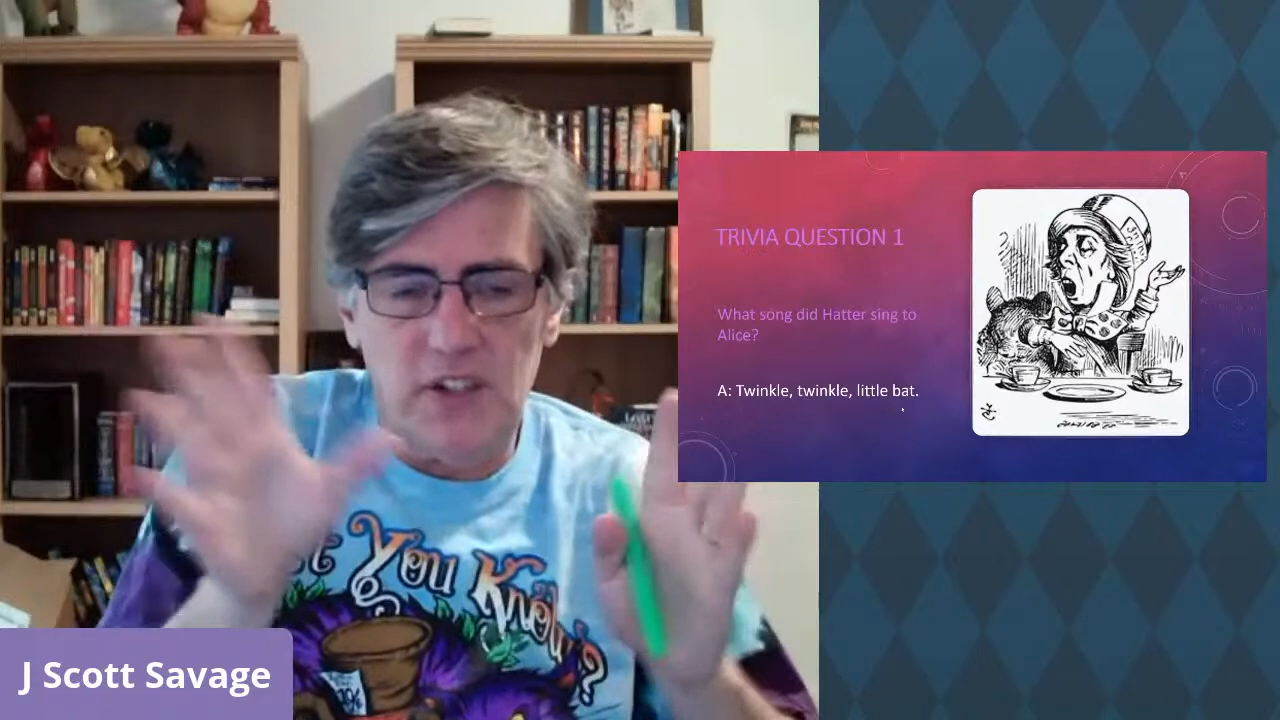 TRIVIA QUESTION 1
What song did Hatter sing to
Alice?
A: Twinkle, twinkle, little bat.
You Know?
J Scott Savage